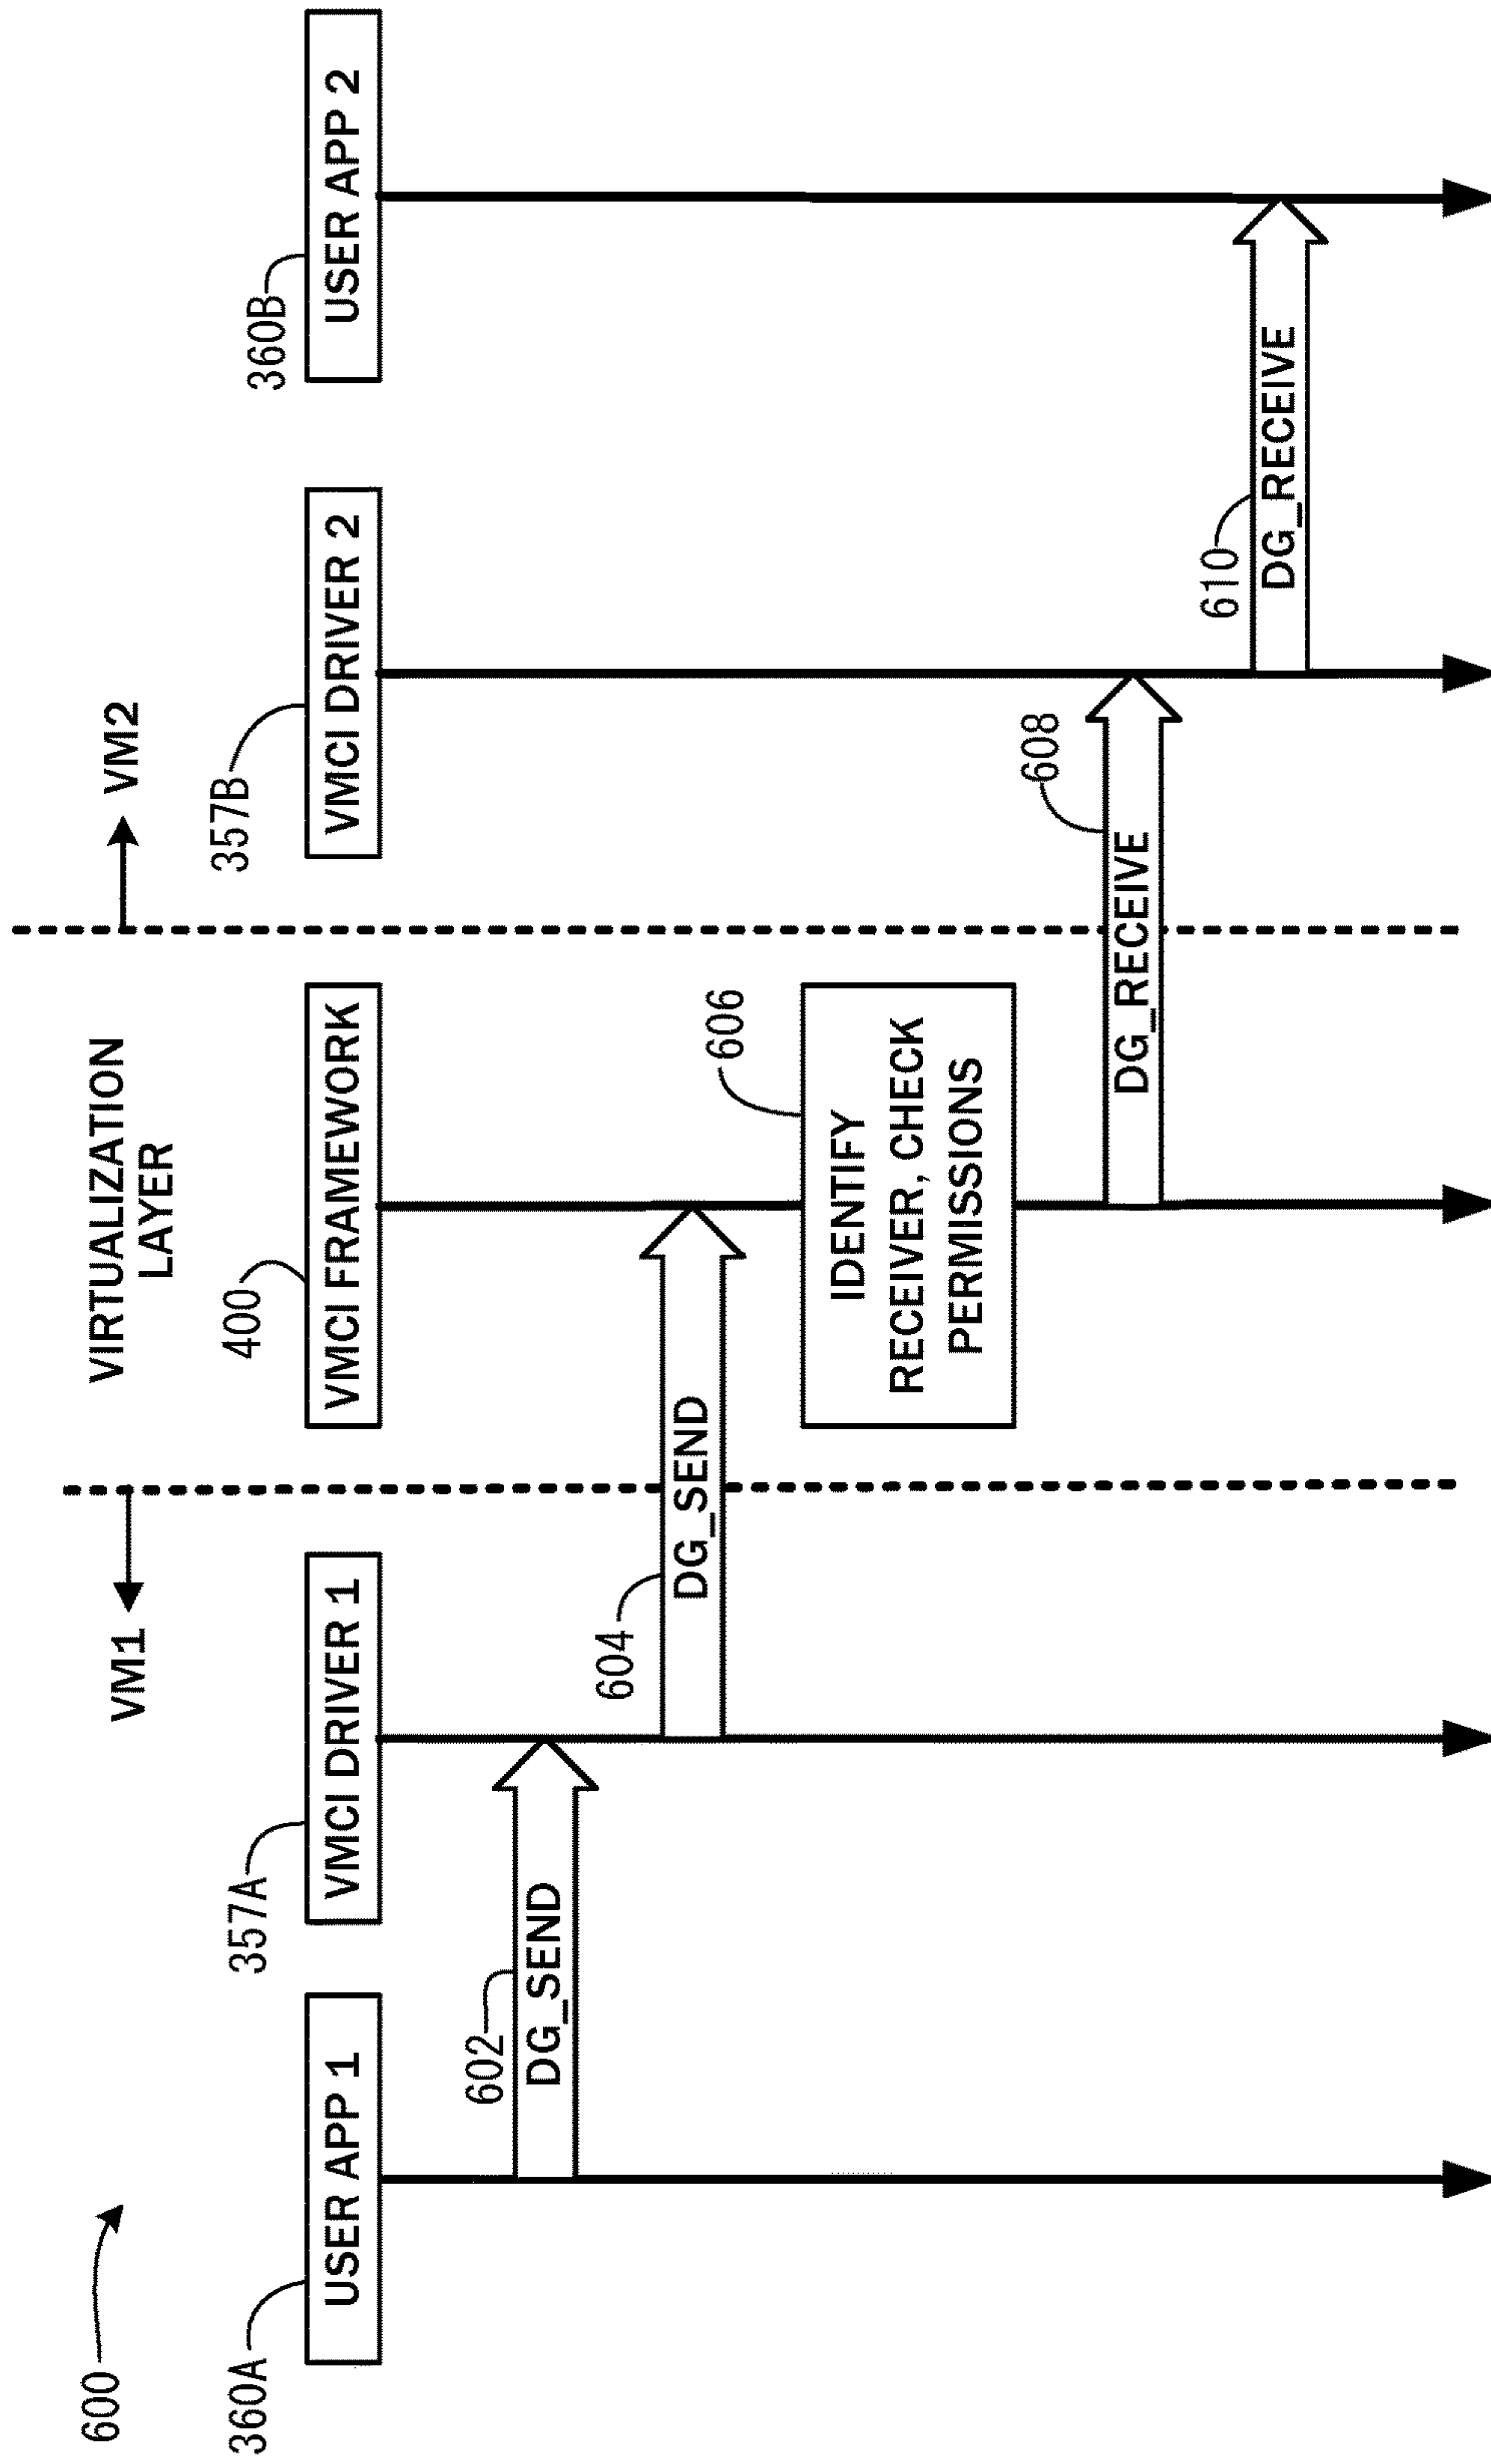 600
VM1
VIRTUALIZATION
LAYER
VM2
360A
357A
400
357B
360B
USER APP 1
VMCI DRIVER 1
VMCI FRAMEWORK
VMCI DRIVER 2
USER APP 2
602
DG_SEND
604
DG_SEND
606
IDENTIFY
RECEIVER, CHECK
PERMISSIONS
608
DG_RECEIVE
610
DG_RECEIVE